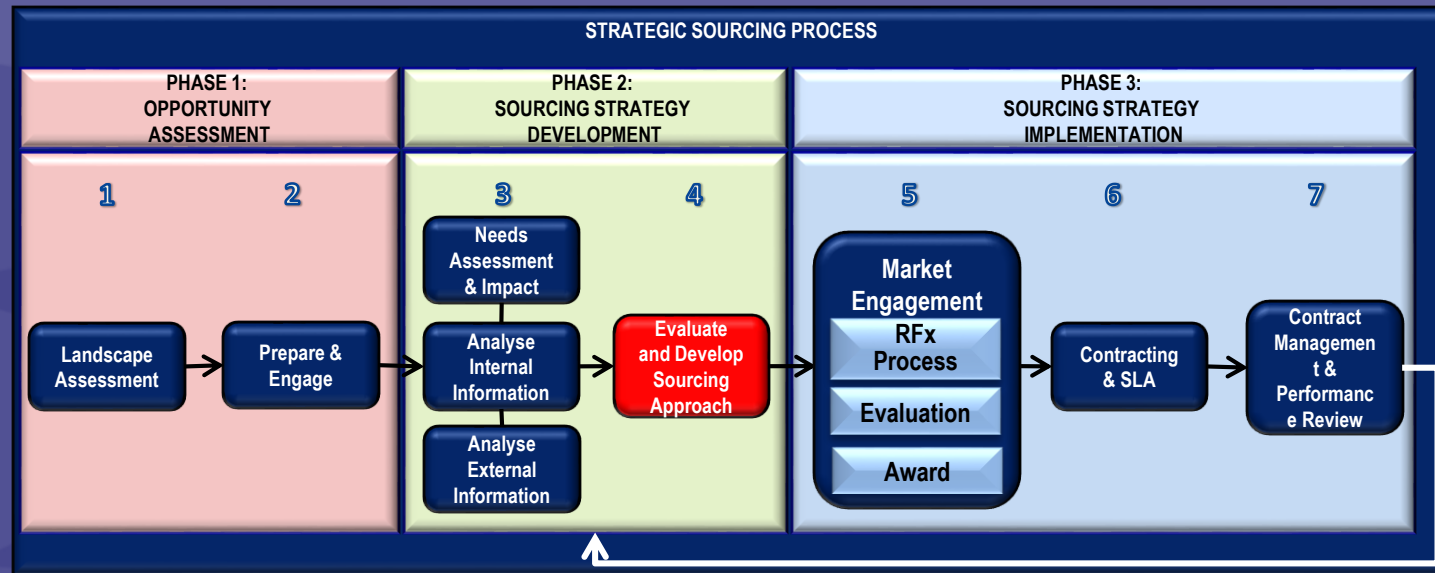 STRATEGIC SOURCING PROCESS
PHASE 1:
OPPORTUNITY
ASSESSMENT
PHASE 2:
SOURCING STRATEGY
DEVELOPMENT
PHASE 3:
SOURCING STRATEGY
IMPLEMENTATION
1
2
3
4
5
6
7
Landscape
Assessment
Prepare &
Engage
Needs
Assessment
& Impact
Analyse
Internal
Information
Analyse
External
Information
Evaluate
and Develop
Sourcing
Approach
Market
Engagement
RFx
Process
Evaluation
Award
Contracting
& SLA
Contract
Managemen
t &
Performanc
e Review